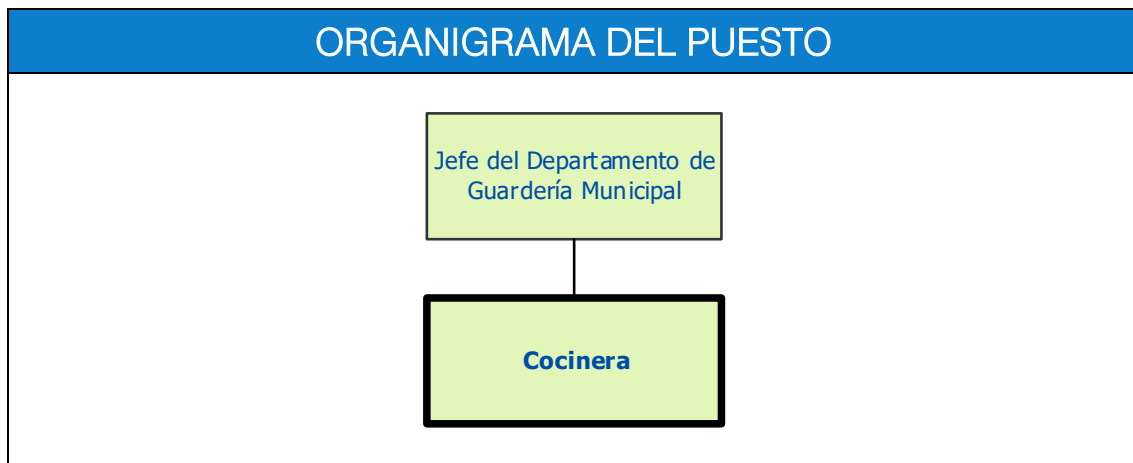 ORGANIGRAMA DEL PUESTO
Jefe del Departamento de
Guardería Municipal
Cocinera